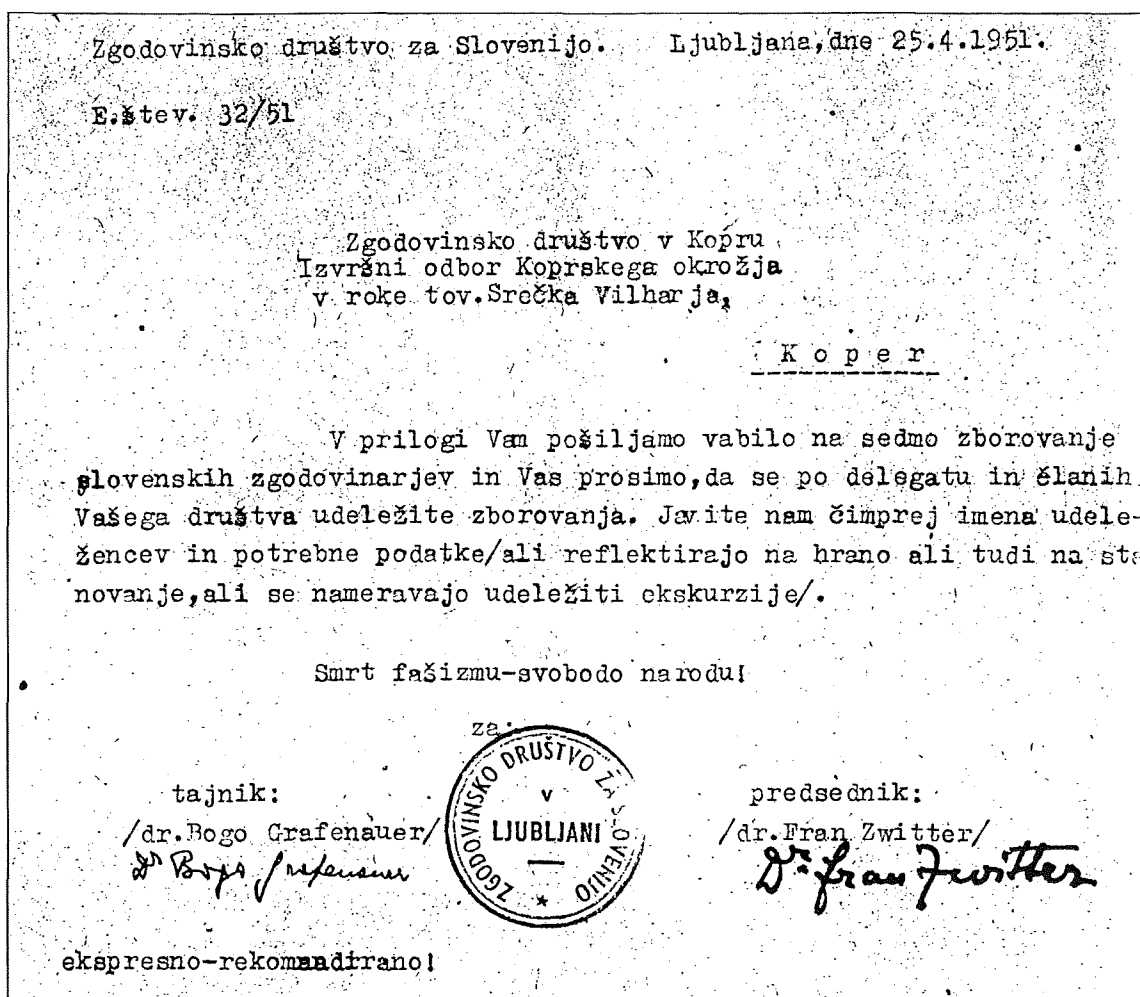 Zgodovinsko društvo za Slovenijo. Ljubljana,dne 25.4.1951.
E.štev. 32/51
Zgodovinsko društvo v Kopru
Izvršni odbor Koprskega okrožja
v roke tov.Srečka Vilharja,
K o p e r
V prilogi Vam pošiljamo vabilo na sedmo zborovanje
slovenskih zgodovinarjev in Vas prosimo,da se po delegatu in članih
Vašega društva udeležite zborovanja. Javite nam čimprej imena udele-
žencev in potrebne podatke/ali reflektirajo na hrano ali tudi na sta
novanje,ali se nameravajo udeležiti ekskurzije/.
Smrt fašizmu-svobodo narodu!
za:
tajnik:
/dr.Bogo Grafenauer/
Dr Bogo Grafenauer
ZGODOVINSKO DRUŠTVO ZA SLOVENIJO
v
LJUBLJANI
predsednik:
/dr.Fran Zwitter/
Dr. Fran Zwitter
ekspresno-rekomandirano!